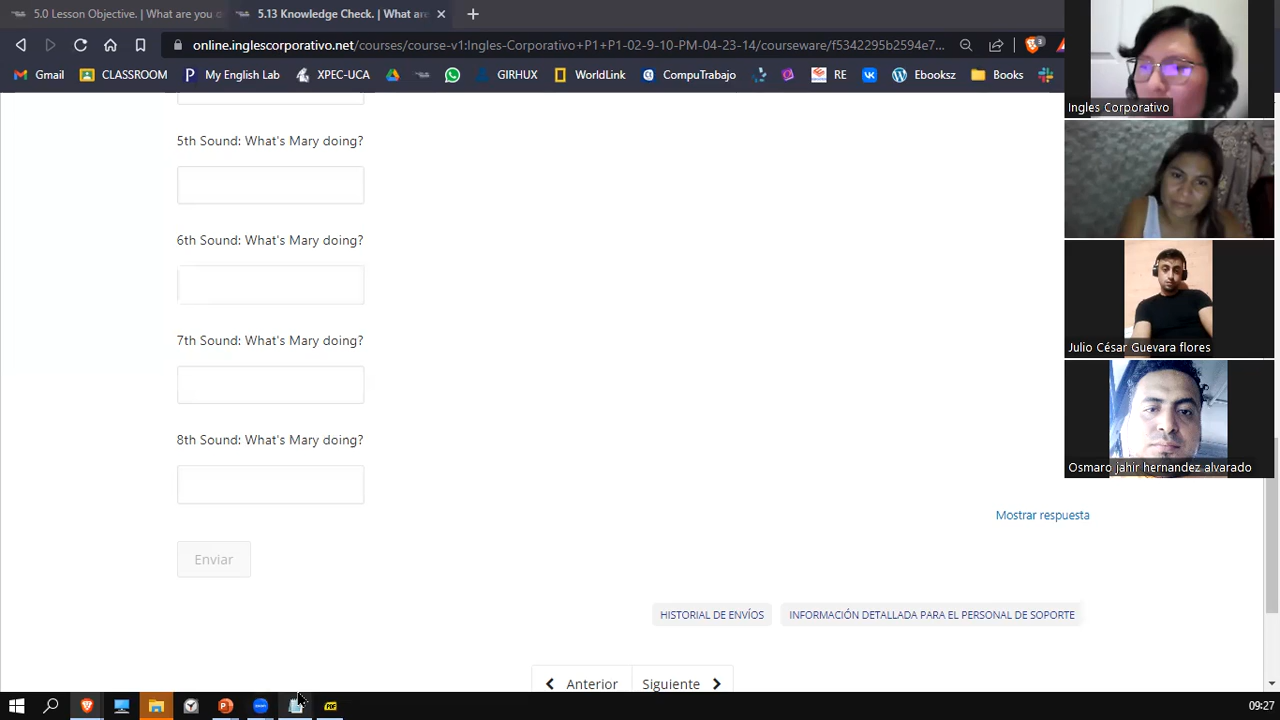 5.0 Lesson Objective. | What are you d
5.13 Knowledge Check. | What are
online.inglescorporativo.net/courses/course-v1:Ingles-Corporativo+P1+P1-02-9-10-PM-04-23-14/courseware/f5342295b2594e7...
3
Gmail CLASSROOM My English Lab XPEC-UCA GIRHUX WorldLink CompuTrabajo RE Ebooksz Books
Ingles Corporativo
5th Sound: What's Mary doing?
6th Sound: What's Mary doing?
7th Sound: What's Mary doing?
Julio César Guevara flores
8th Sound: What's Mary doing?
Osmaro jahir hernandez alvarado
Mostrar respuesta
Enviar
HISTORIAL DE ENVÍOS
INFORMACIÓN DETALLADA PARA EL PERSONAL DE SOPORTE
Anterior Siguiente
09:27